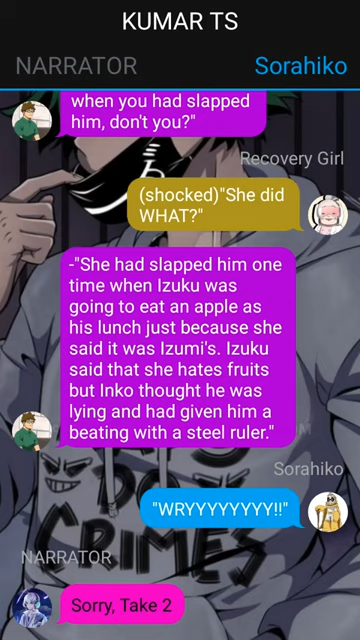 KUMAR TS
NARRATOR
Sorahiko
when you had slapped
him, don't you?"
Recovery Girl
(shocked)"She did
WHAT?"
-"She had slapped him one
time when Izuku was
going to eat an apple as
his lunch just because she
said it was Izumi's. Izuku
said that she hates fruits
but Inko thought he was
lying and had given him a
beating with a steel ruler."
Sorahiko
"WRYYYYYYYY!!"
DO
CRIMES
NARRATOR
Sorry, Take 2